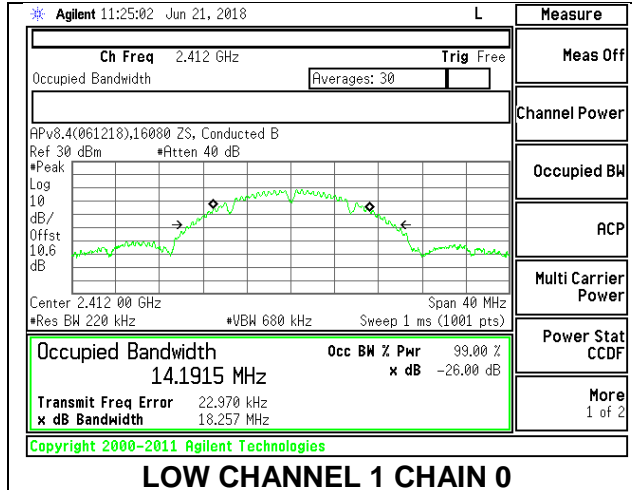 Agilent 11:25:02 Jun 21, 2018 L Measure
Ch Freq 2.412 GHz Trig Free
Meas Off
Occupied Bandwidth Averages: 30
Channel Power
APv8.4(061218),16080 ZS, Conducted B
Ref 30 dBm #Atten 40 dB
#Peak
Log
10
dB/
Offst
10.6
dB
Occupied BW
ACP
Multi Carrier
Power
Center 2.412 00 GHz Span 40 MHz
#Res BW 220 kHz #VBW 680 kHz Sweep 1 ms (1001 pts)
Power Stat
CCDF
Occupied Bandwidth Occ BW % Pwr 99.00 %
14.1915 MHz x dB -26.00 dB
Transmit Freq Error 22.970 kHz
x dB Bandwidth 18.257 MHz
More
1 of 2
Copyright 2000-2011 Agilent Technologies
LOW CHANNEL 1 CHAIN 0